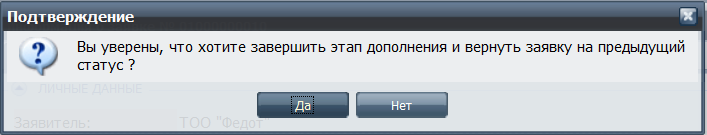 Подтверждение
Вы уверены, что хотите завершить этап дополнения и вернуть заявку на предыдущий
статус ?
ЛИЧНЫЕ ДАННЫЕ
Да
Нет
Заявитель:
ТОО "Федот"